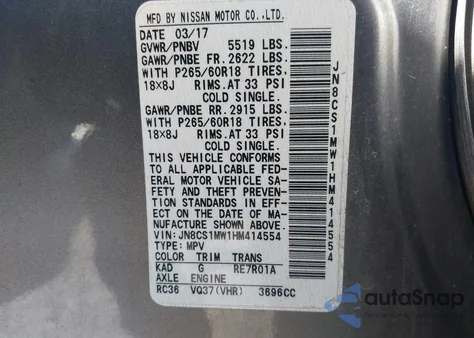 MFD BY NISSAN MOTOR CO.,LTD.
DATE 03/17
GVWR/PNBV 5519 LBS.
GAWR/PNBE FR. 2622 LBS.
WITH P265/60R18 TIRES.
18x8J RIMS.AT 33 PSI
COLD SINGLE.
GAWR/PNBE RR. 2915 LBS.
WITH P265/60R18 TIRES.
18x8J RIMS.AT 33 PSI
COLD SINGLE.
THIS VEHICLE CONFORMS
TO ALL APPLICABLE FED-
ERAL MOTOR VEHICLE SA-
FETY AND THEFT PREVEN-
TION STANDARDS IN EFF-
ECT ON THE DATE OF MA-
NUFACTURE SHOWN ABOVE.
VIN:JN8CS1MW1HM414554
TYPE: MPV
COLOR TRIM TRANS
KAD G RE7R01A
AXLE ENGINE
RC36 VQ37(VHR) 3696CC
JN8CS1MW1HM414554
autoSnap